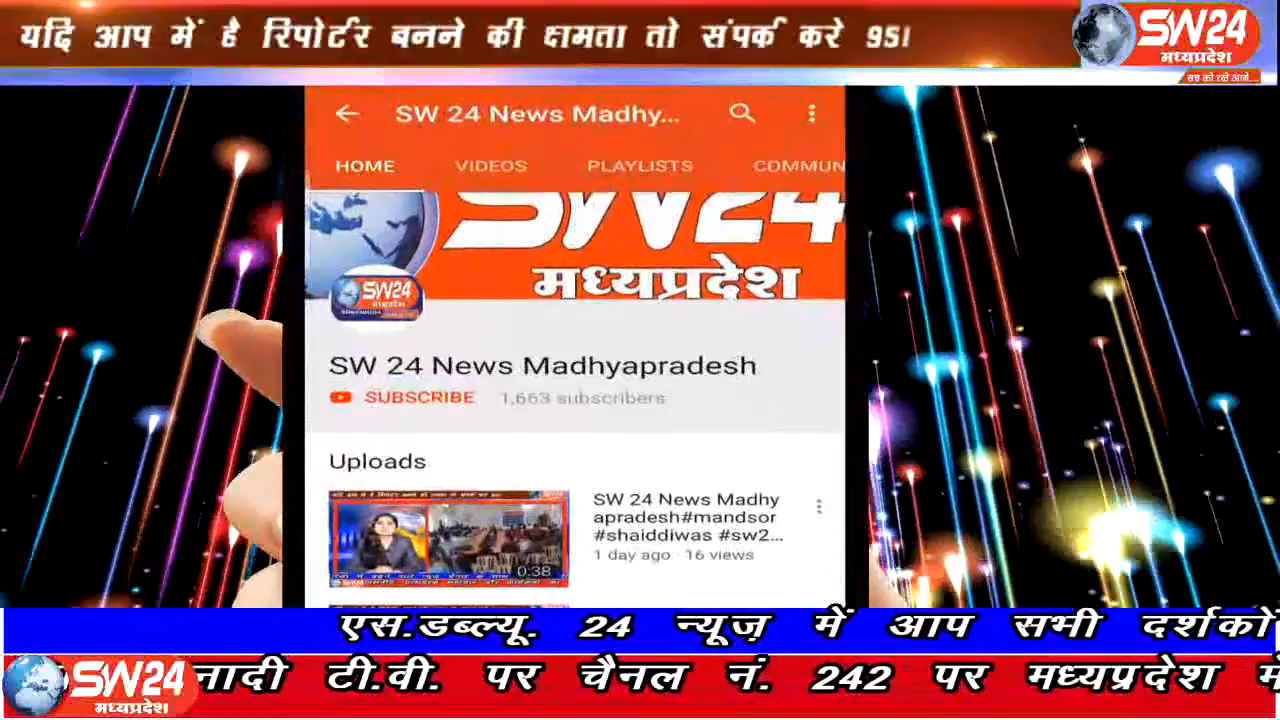 यदि आप में है रिपोर्टर बनने की क्षमता तो संपर्क करे 951
SW24
मध्यप्रदेश
SW 24 News Madhy...
HOME VIDEOS PLAYLISTS COMMUN
SW24
मध्यप्रदेश
SW24
SW 24 News Madhyapradesh
SUBSCRIBE 1,663 subscribers
Uploads
SW 24 News Madhy
apradesh#mandsor
#shaiddiwas #sw2...
1 day ago · 16 views
0:38
एस.डब्ल्यू. 24 न्यूज़ में आप सभी दर्शकों
SW24
मध्यप्रदेश
नादी टी.वी. पर चैनल नं. 242 पर मध्यप्रदेश में